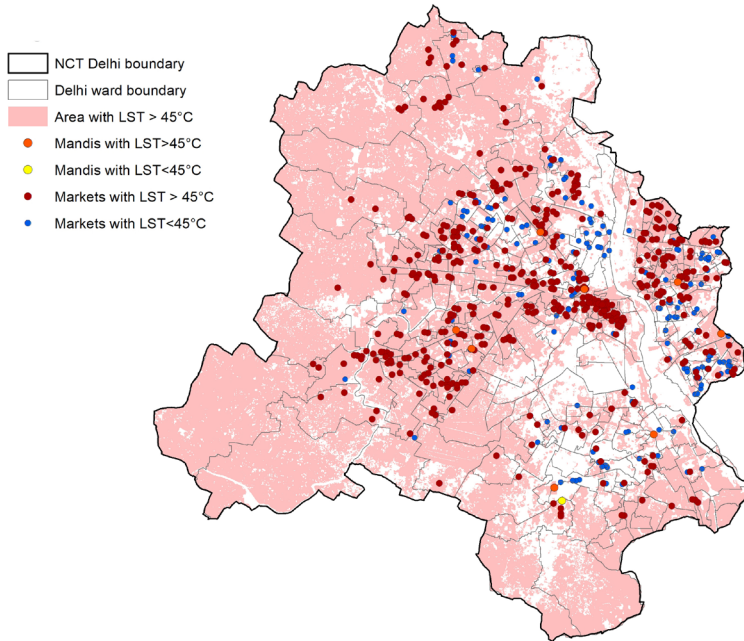 NCT Delhi boundary
Delhi ward boundary
Area with LST > 45°C
Mandis with LST>45°C
Mandis with LST<45°C
Markets with LST > 45°C
Markets with LST<45°C